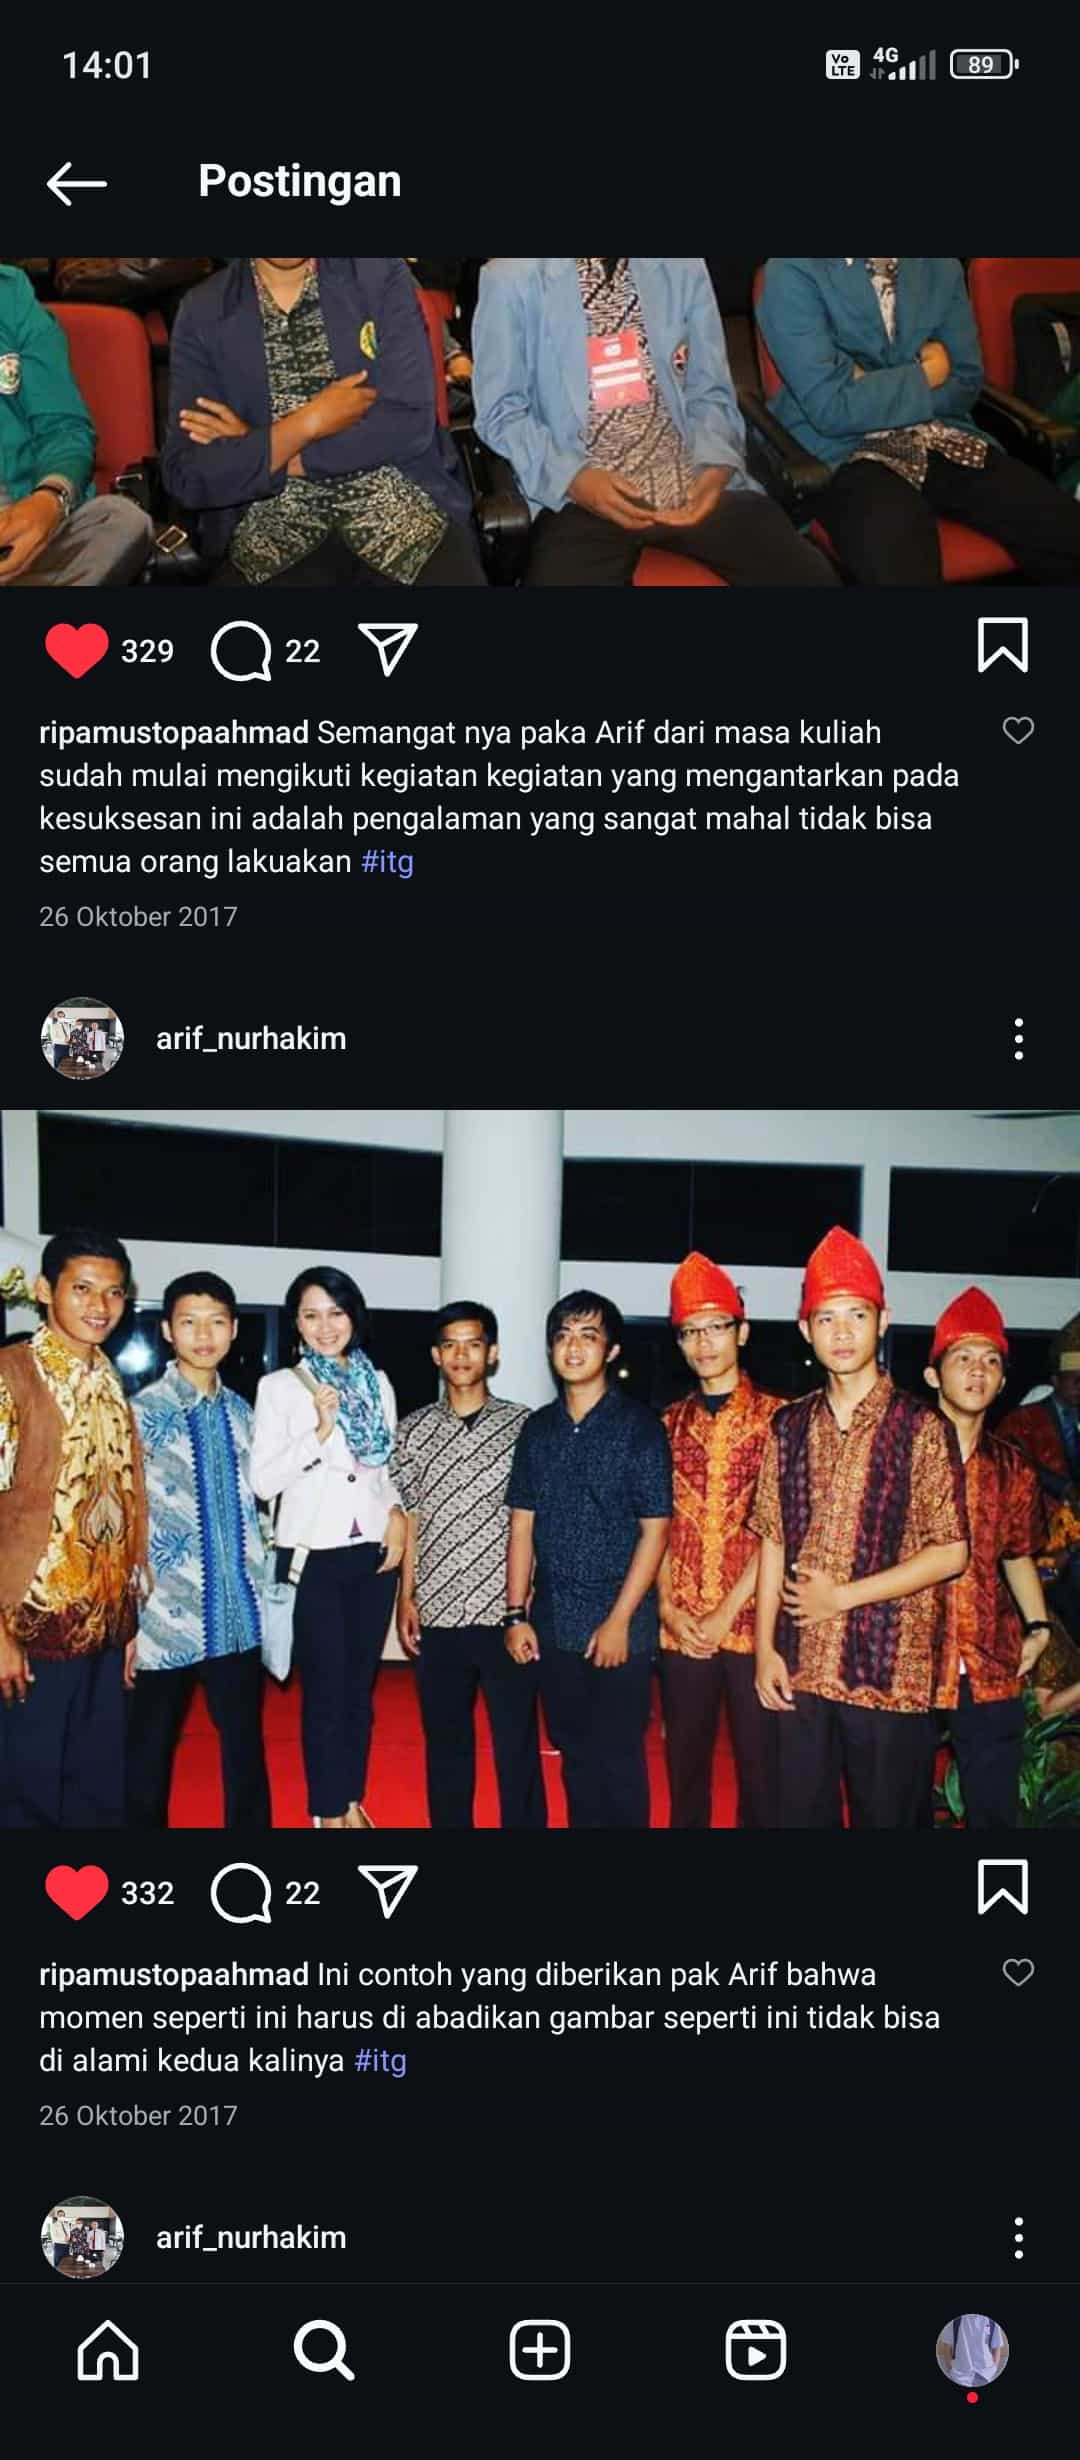 14:01
Vo LTE 4G 89
Postingan
329 22
ripamustopaahmad Semangat nya paka Arif dari masa kuliah
sudah mulai mengikuti kegiatan kegiatan yang mengantarkan pada
kesuksesan ini adalah pengalaman yang sangat mahal tidak bisa
semua orang lakuakan #itg
26 Oktober 2017
arif_nurhakim
332 22
ripamustopaahmad Ini contoh yang diberikan pak Arif bahwa
momen seperti ini harus di abadikan gambar seperti ini tidak bisa
di alami kedua kalinya #itg
26 Oktober 2017
arif_nurhakim